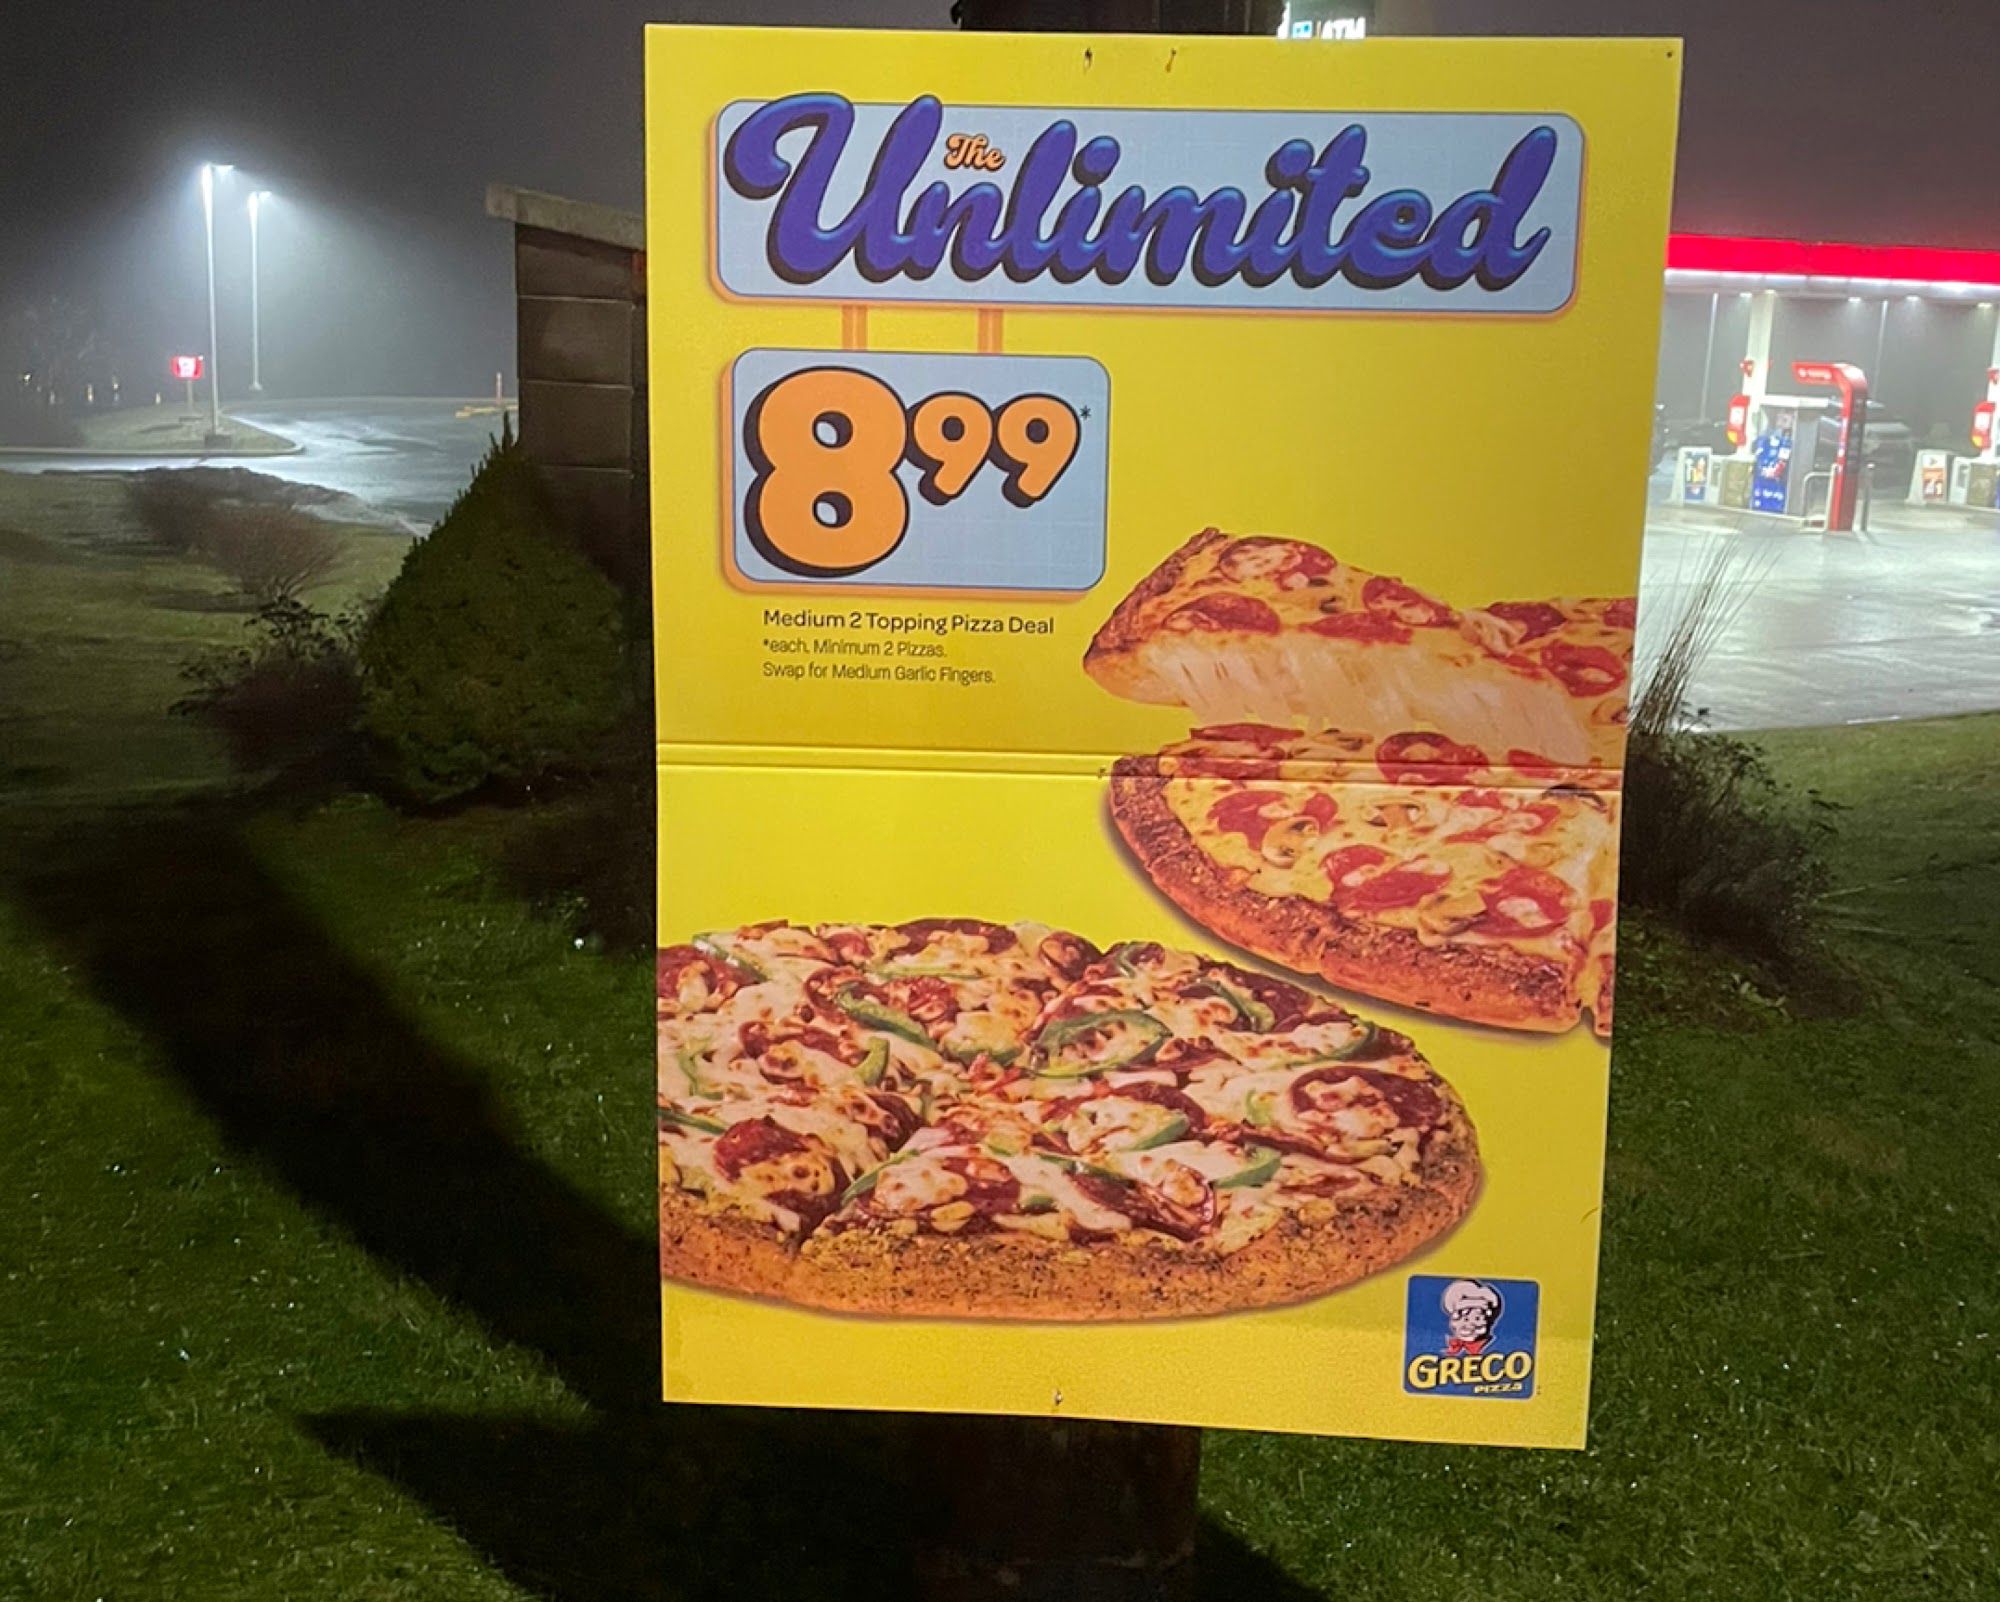 ATM
The
Unlimited
8 99*
Medium 2 Topping Pizza Deal
*each. Minimum 2 Pizzas.
Swap for Medium Garlic Fingers.
GRECO
PIZZA